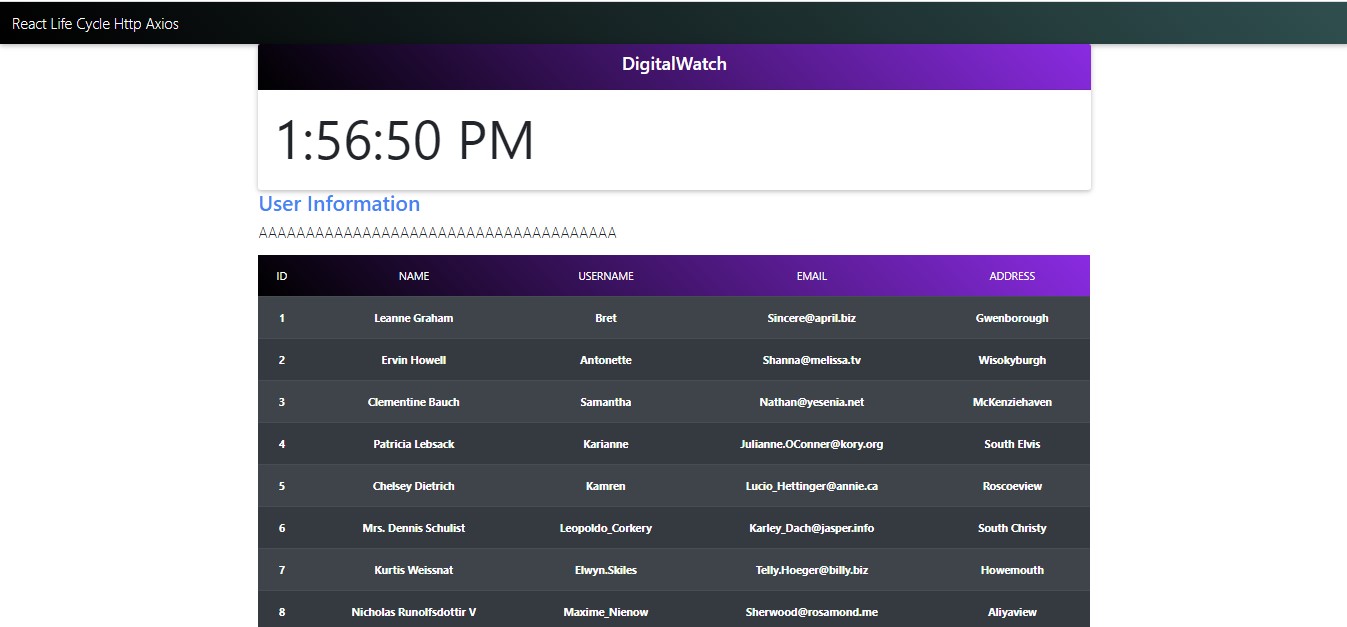 React Life Cycle Http Axios
DigitalWatch
1:56:50 PM
User Information
AAAAAAAAAAAAAAAAAAAAAAAAAAAAAAAAAAAAAA
ID NAME USERNAME EMAIL ADDRESS
1 Leanne Graham Bret Sincere@april.biz Gwenborough
2 Ervin Howell Antonette Shanna@melissa.tv Wisokyburgh
3 Clementine Bauch Samantha Nathan@yesenia.net McKenziehaven
4 Patricia Lebsack Karianne Julianne.OConner@kory.org South Elvis
5 Chelsey Dietrich Kamren Lucio_Hettinger@annie.ca Roscoeview
6 Mrs. Dennis Schulist Leopoldo_Corkery Karley_Dach@jasper.info South Christy
7 Kurtis Weissnat Elwyn.Skiles Telly.Hoeger@billy.biz Howemouth
8 Nicholas Runolfsdottir V Maxime_Nienow Sherwood@rosamond.me Aliyaview